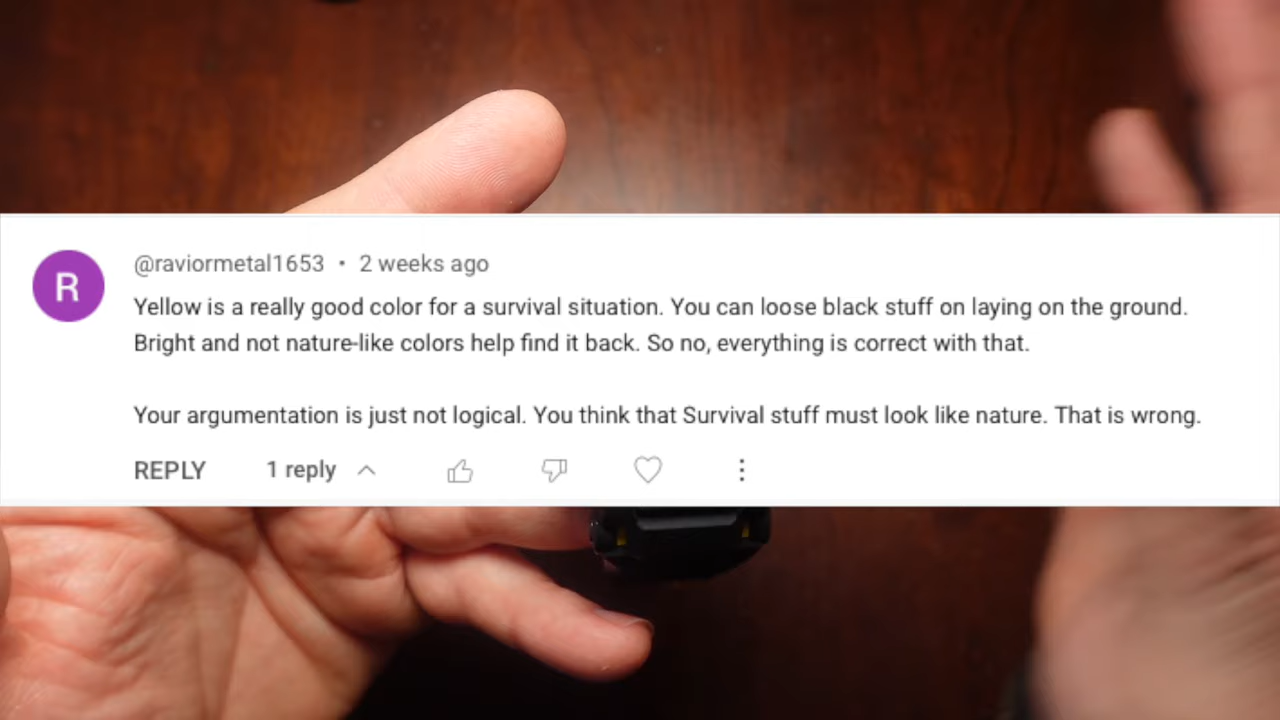 R
@raviormetal1653 • 2 weeks ago
Yellow is a really good color for a survival situation. You can loose black stuff on laying on the ground.
Bright and not nature-like colors help find it back. So no, everything is correct with that.
Your argumentation is just not logical. You think that Survival stuff must look like nature. That is wrong.
REPLY 1 reply